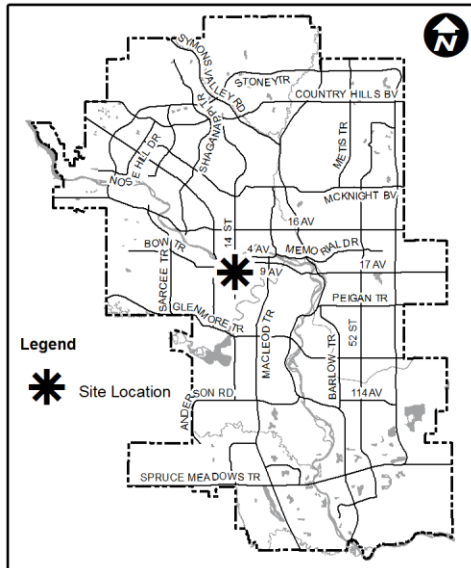 N
SYMONS VALLEY RD
STONEY TR
COUNTRY HILLS BV
SHAGANAPPI TR
METIS TR
NOSE HILL DR
MCKNIGHT BV
14 ST
16 AV
BOW TR
4 AV
MEMORIAL DR
9 AV
17 AV
SARCEE TR
PEIGAN TR
GLENMORE TR
MACLEOD TR
BARLOW TR
52 ST
Legend
Site Location
ANDERSON RD
114 AV
SPRUCE MEADOWS TR